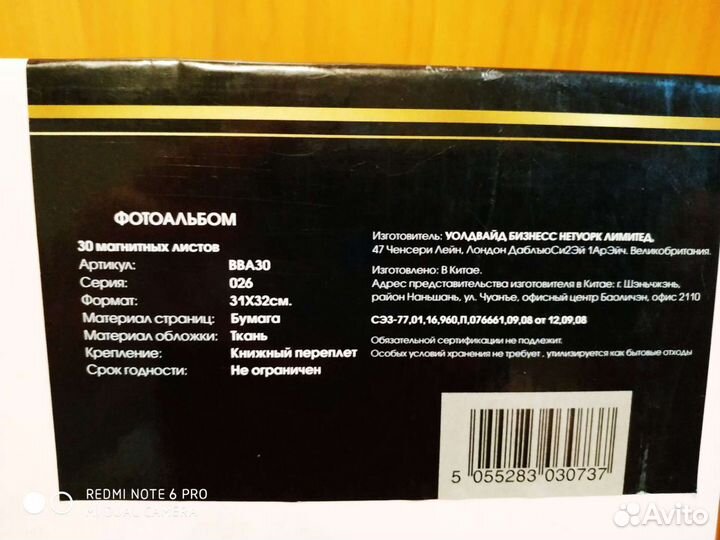 ФОТОАЛЬБОМ
30 МАГНИТНЫХ ЛИСТОВ
Артикул: BBA30
Серия: 026
Формат: 31X32см.
Материал страниц: Бумага
Материал обложки: Ткань
Крепление: Книжный переплет
Срок годности: Не ограничен
Изготовитель: УОЛДВАЙД БИЗНЕСС НЕТУОРК ЛИМИТЕД,
47 Ченсери Лейн, Лондон ДаблъюСи2Эй 1АрЭйч. Великобритания.
Изготовлено: В Китае.
Адрес представительства изготовителя в Китае: г. Шэньчжэнь,
район Наньшань, ул. Чуанье, офисный центр Баоличэн, офис 2110
СЭЗ-77,01,16,960,П,076661,09,08 от 12,09,08
Обязательной сертификации не подлежит.
Особых условий хранения не требует , утилизируется как бытовые отходы
5 055283 030737
REDMI NOTE 6 PRO
MI DUAL CAMERA
Avito